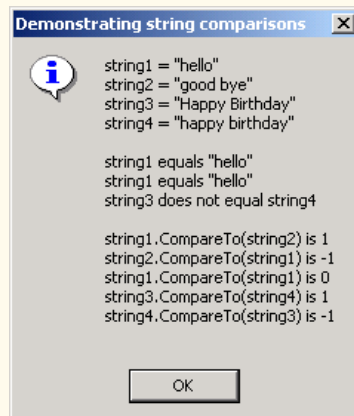 Demonstrating string comparisons
string1 = "hello"
string2 = "good bye"
string3 = "Happy Birthday"
string4 = "happy birthday"
string1 equals "hello"
string1 equals "hello"
string3 does not equal string4
string1.CompareTo(string2) is 1
string2.CompareTo(string1) is -1
string1.CompareTo(string1) is 0
string3.CompareTo(string4) is 1
string4.CompareTo(string3) is -1
OK